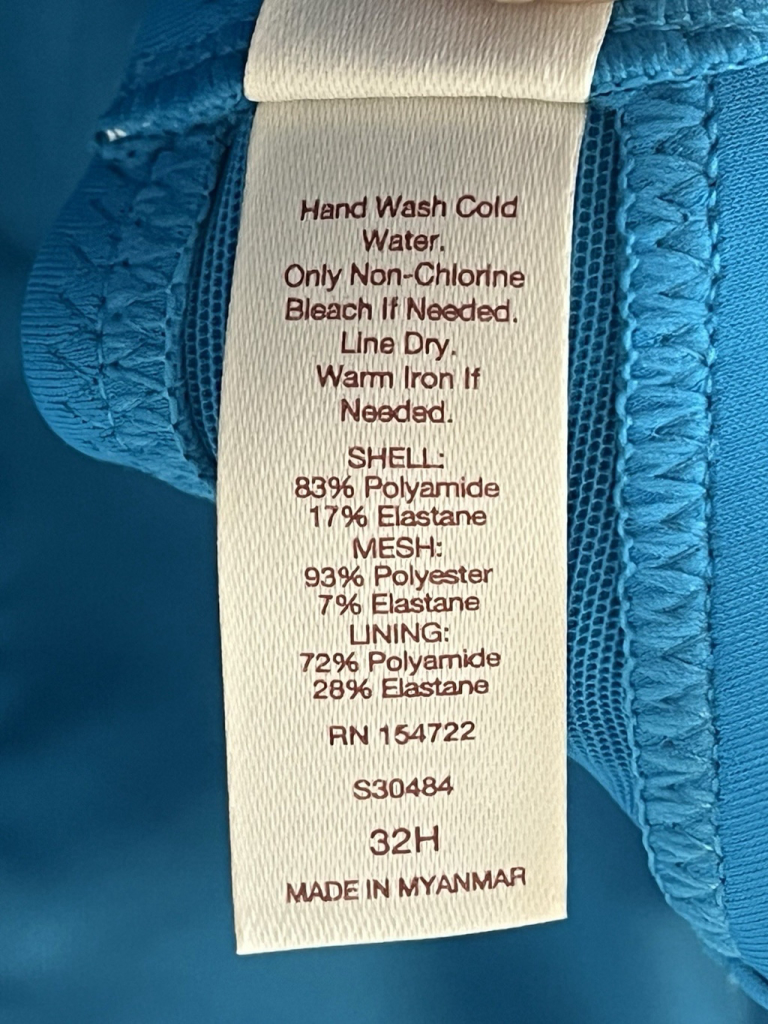 Hand Wash Cold
Water.
Only Non-Chlorine
Bleach If Needed.
Line Dry.
Warm Iron If
Needed.
SHELL:
83% Polyamide
17% Elastane
MESH:
93% Polyester
7% Elastane
LINING:
72% Polyamide
28% Elastane
RN 154722
S30484
32H
MADE IN MYANMAR